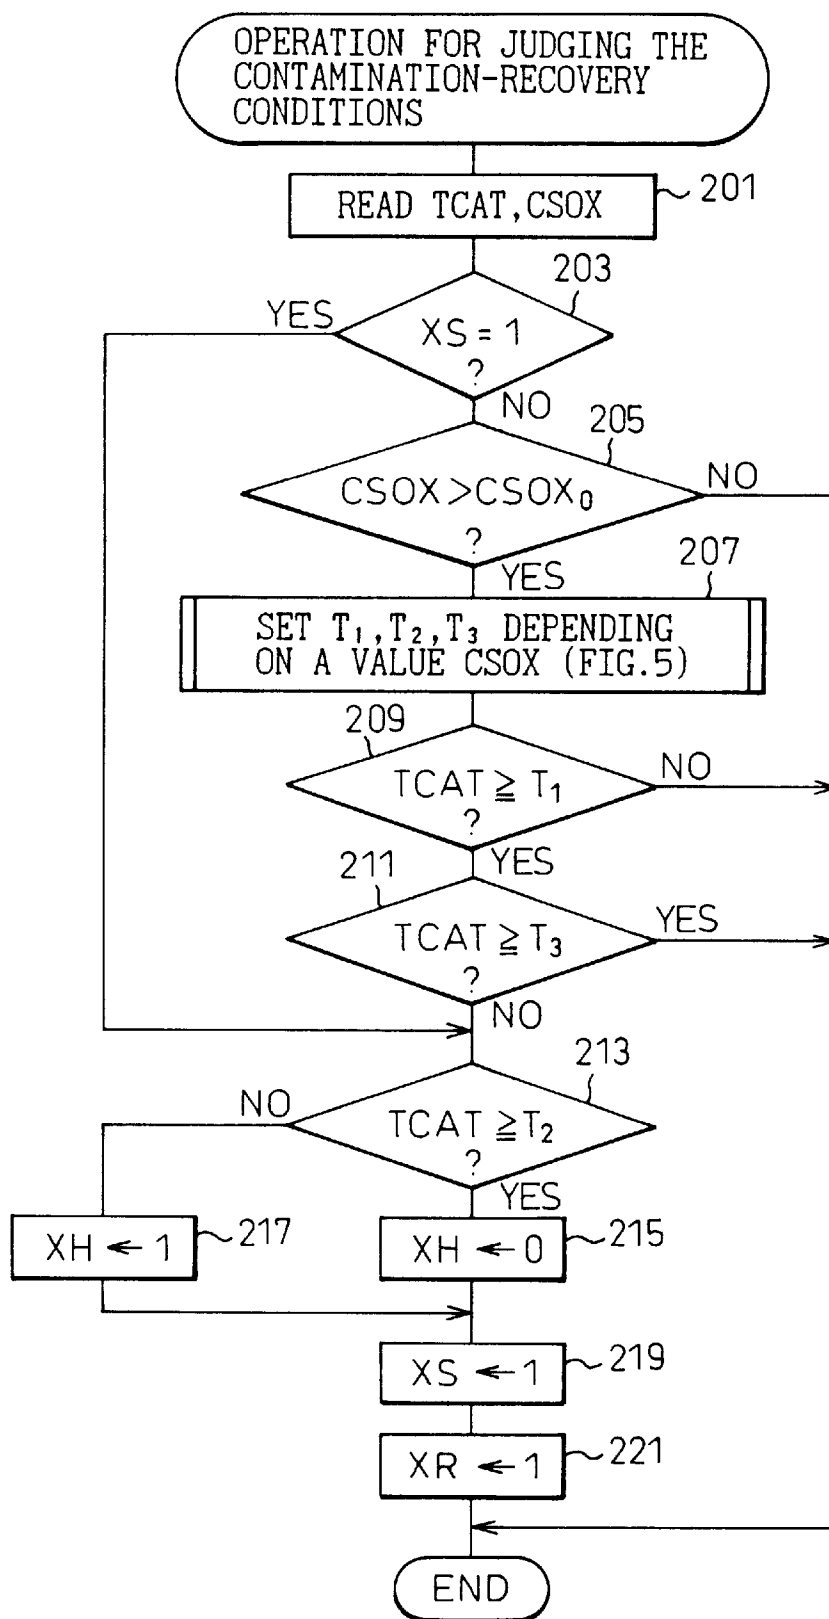 OPERATION FOR JUDGING THE
CONTAMINATION-RECOVERY
CONDITIONS
READ TCAT,CSOX
201
203
YES
XS = 1
?
NO
205
CSOX>CSOX₀
?
NO
YES
207
SET T₁,T₂,T₃ DEPENDING
ON A VALUE CSOX (FIG.5)
209
TCAT ≧ T₁
?
NO
YES
211
TCAT ≧ T₃
?
YES
NO
213
NO
TCAT ≧T₂
?
YES
XH ← 1
217
XH ← 0
215
XS ← 1
219
XR ← 1
221
END